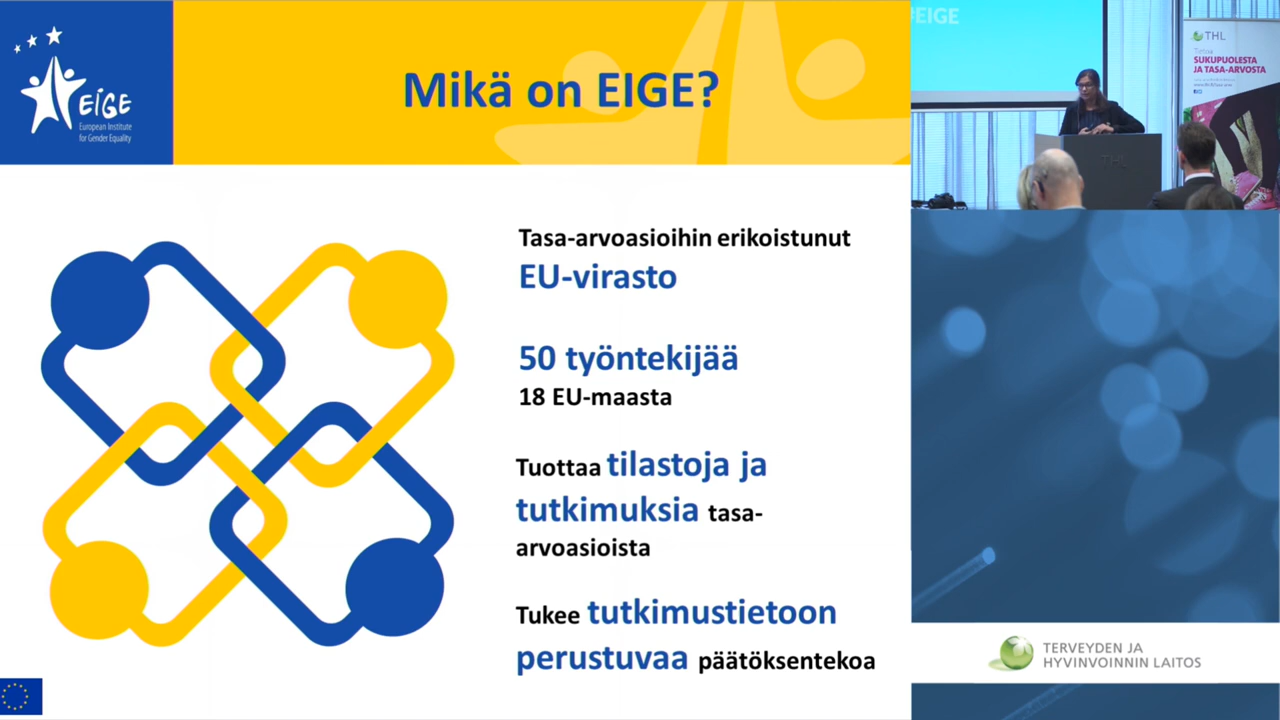 EIGE
European Institute
for Gender Equality
Mikä on EIGE?
Tasa-arvoasioihin erikoistunut
EU-virasto
50 työntekijää
18 EU-maasta
Tuottaa tilastoja ja
tutkimuksia tasa-
arvoasioista
Tukee tutkimustietoon
perustuvaa päätöksentekoa
EIGE
THL
Tietoa
SUKUPUOLESTA
JA TASA-ARVOSTA
THL
TERVEYDEN JA
HYVINVOINNIN LAITOS